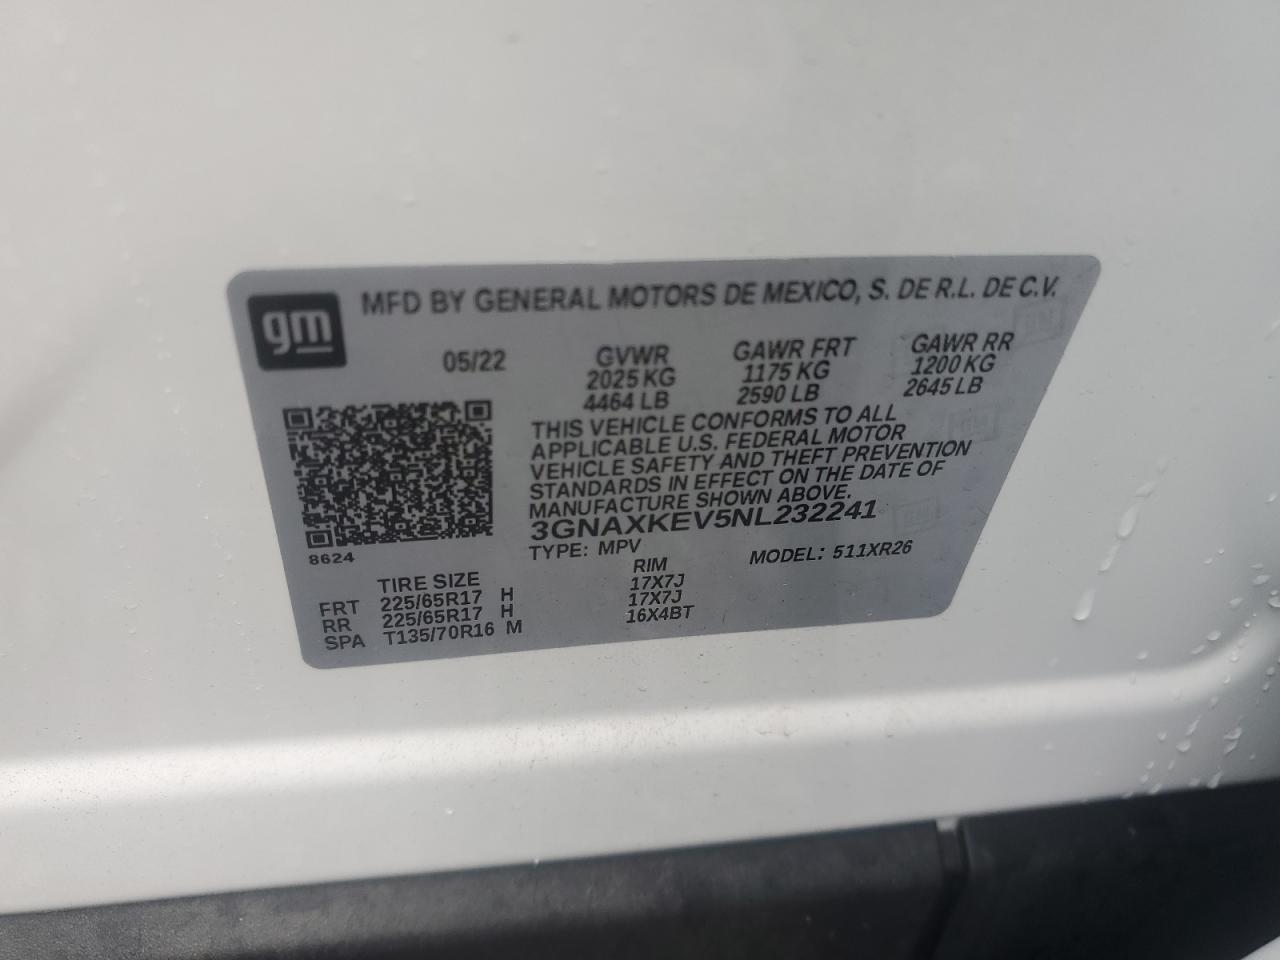 gm
MFD BY GENERAL MOTORS DE MEXICO, S. DE R.L. DE C.V.
05/22 GVWR GAWR FRT GAWR RR
2025 KG 1175 KG 1200 KG
4464 LB 2590 LB 2645 LB
THIS VEHICLE CONFORMS TO ALL
APPLICABLE U.S. FEDERAL MOTOR
VEHICLE SAFETY AND THEFT PREVENTION
STANDARDS IN EFFECT ON THE DATE OF
MANUFACTURE SHOWN ABOVE.
3GNAXKEV5NL232241
8624
TYPE: MPV MODEL: 511XR26
TIRE SIZE RIM
FRT 225/65R17 H 17X7J
RR 225/65R17 H 17X7J
SPA T135/70R16 M 16X4BT